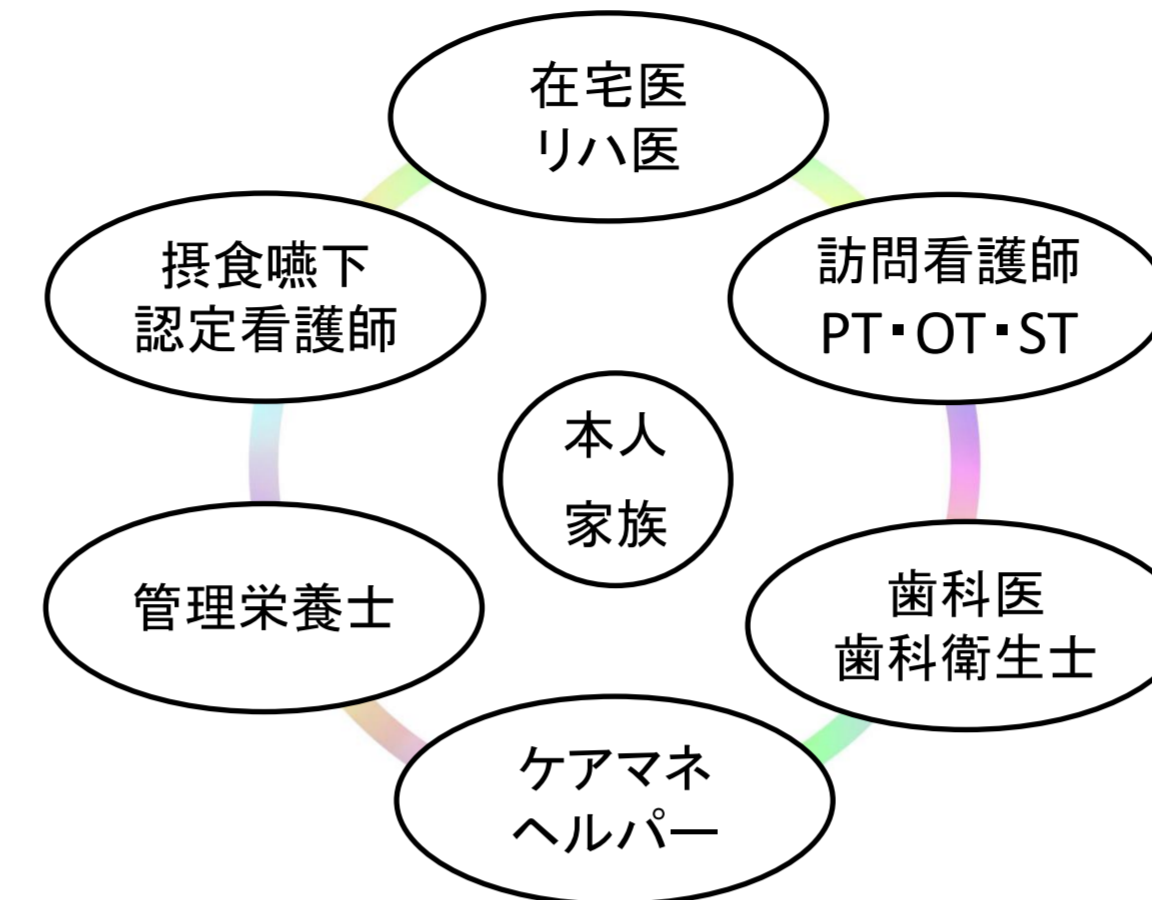 在宅医
リハ医
摂食嚥下
認定看護師
訪問看護師
PT・OT・ST
本人
家族
管理栄養士
歯科医
歯科衛生士
ケアマネ
ヘルパー